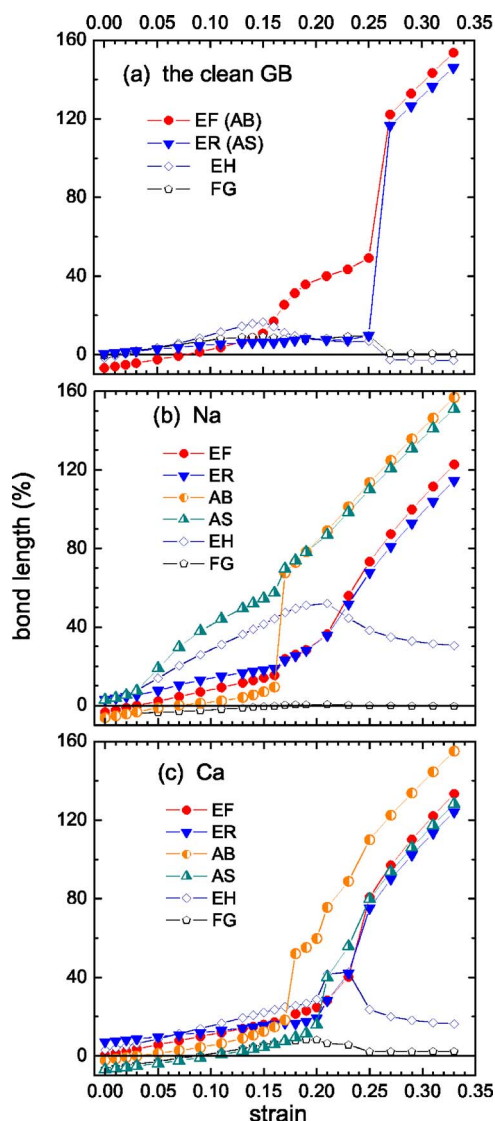 0.00 0.05 0.10 0.15 0.20 0.25 0.30 0.35
160
(a) the clean GB
EF (AB)
120
ER (AS)
EH
FG
80
40
0
160
(b) Na
EF
120
ER
AB
AS
80
EH
FG
40
0
bond length (%)
160
(c) Ca
EF
120
ER
AB
AS
80
EH
FG
40
0
0.00 0.05 0.10 0.15 0.20 0.25 0.30 0.35
strain